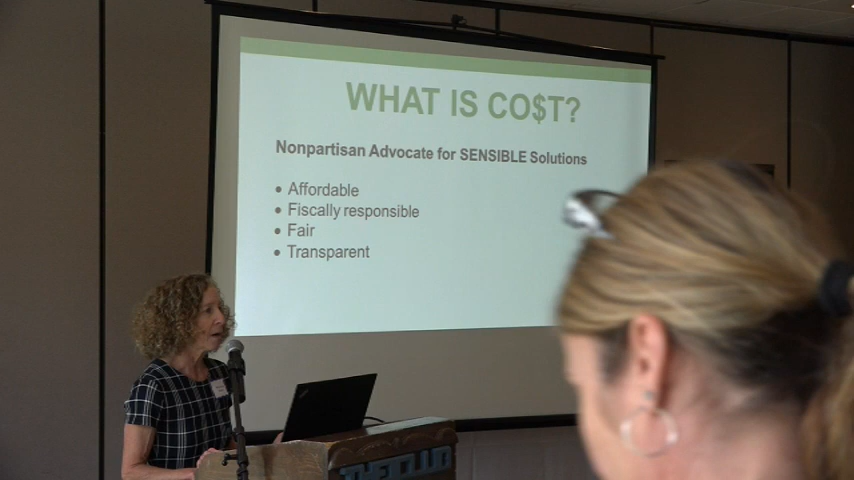 WHAT IS CO$T?
Nonpartisan Advocate for SENSIBLE Solutions
• Affordable
• Fiscally responsible
• Fair
• Transparent
THE CLUB